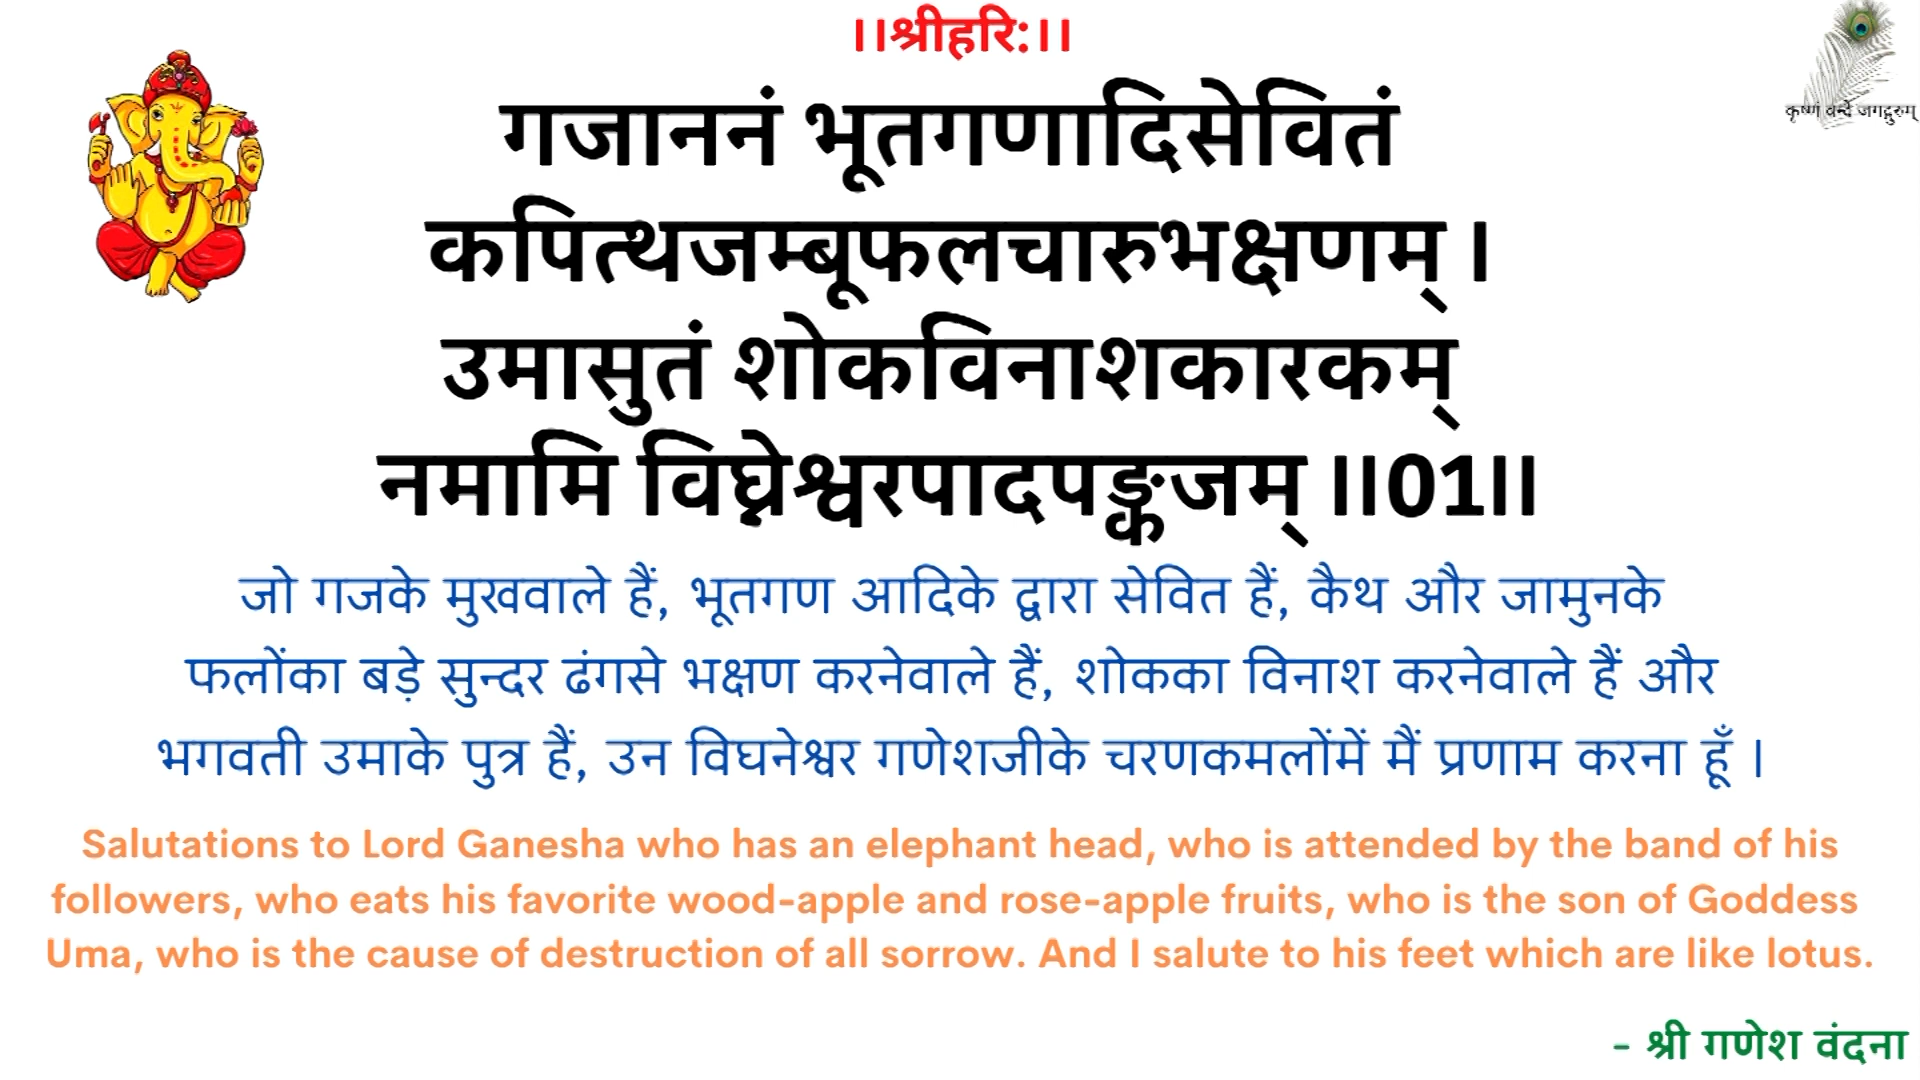 ।।श्रीहरि:।।
कृष्णं वन्दे जगद्गुरुम्
गजाननं भूतगणादिसेवितं
कपित्थजम्बूफलचारुभक्षणम् ।
उमासुतं शोकविनाशकारकम्
नमामि विघ्नेश्वरपादपङ्कजम् ।।01।।
जो गजके मुखवाले हैं, भूतगण आदिके द्वारा सेवित हैं, कैथ और जामुनके
फलोंका बड़े सुन्दर ढंगसे भक्षण करनेवाले हैं, शोकका विनाश करनेवाले हैं और
भगवती उमाके पुत्र हैं, उन विघनेश्वर गणेशजीके चरणकमलोंमें मैं प्रणाम करना हूँ ।
Salutations to Lord Ganesha who has an elephant head, who is attended by the band of his
followers, who eats his favorite wood-apple and rose-apple fruits, who is the son of Goddess
Uma, who is the cause of destruction of all sorrow. And I salute to his feet which are like lotus.
- श्री गणेश वंदना